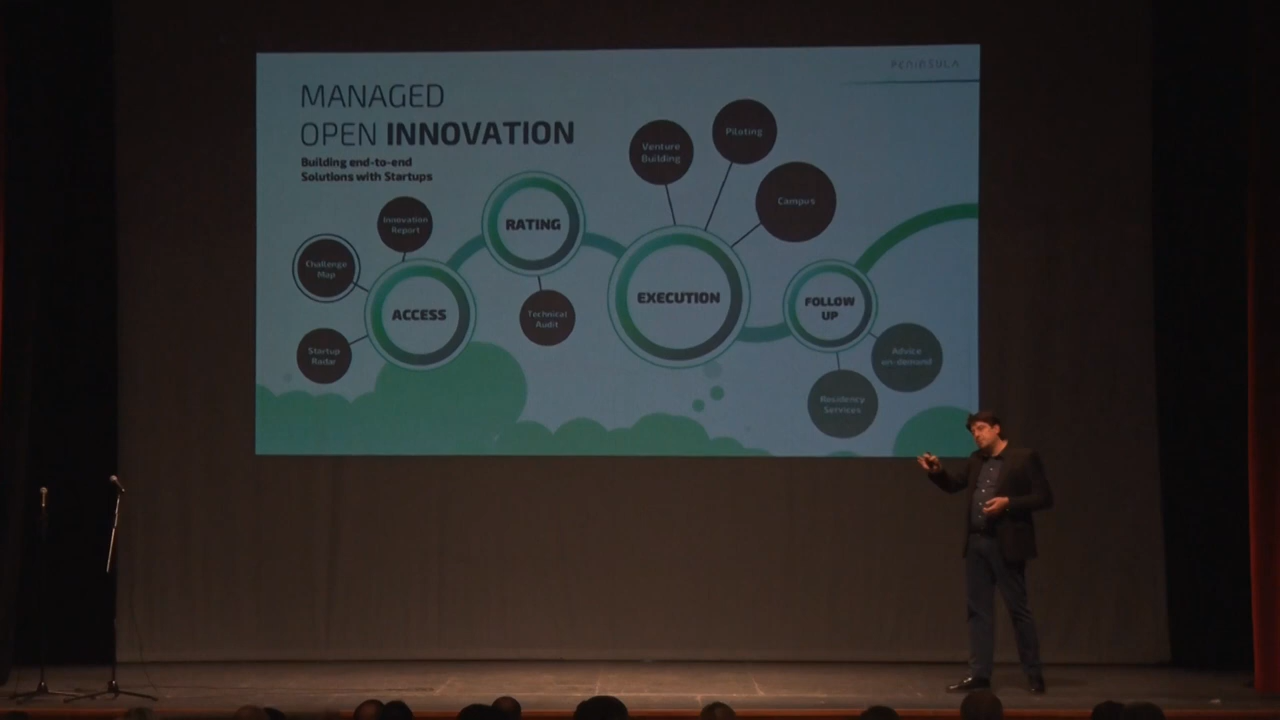 PENINSULA
MANAGED
OPEN INNOVATION
Building end-to-end
Solutions with Startups
Venture
Building
Piloting
Campus
Innovation
Report
RATING
Challenge
Map
ACCESS
EXECUTION
FOLLOW
UP
Technical
Audit
Startup
Radar
Advice
on-demand
Residency
Services